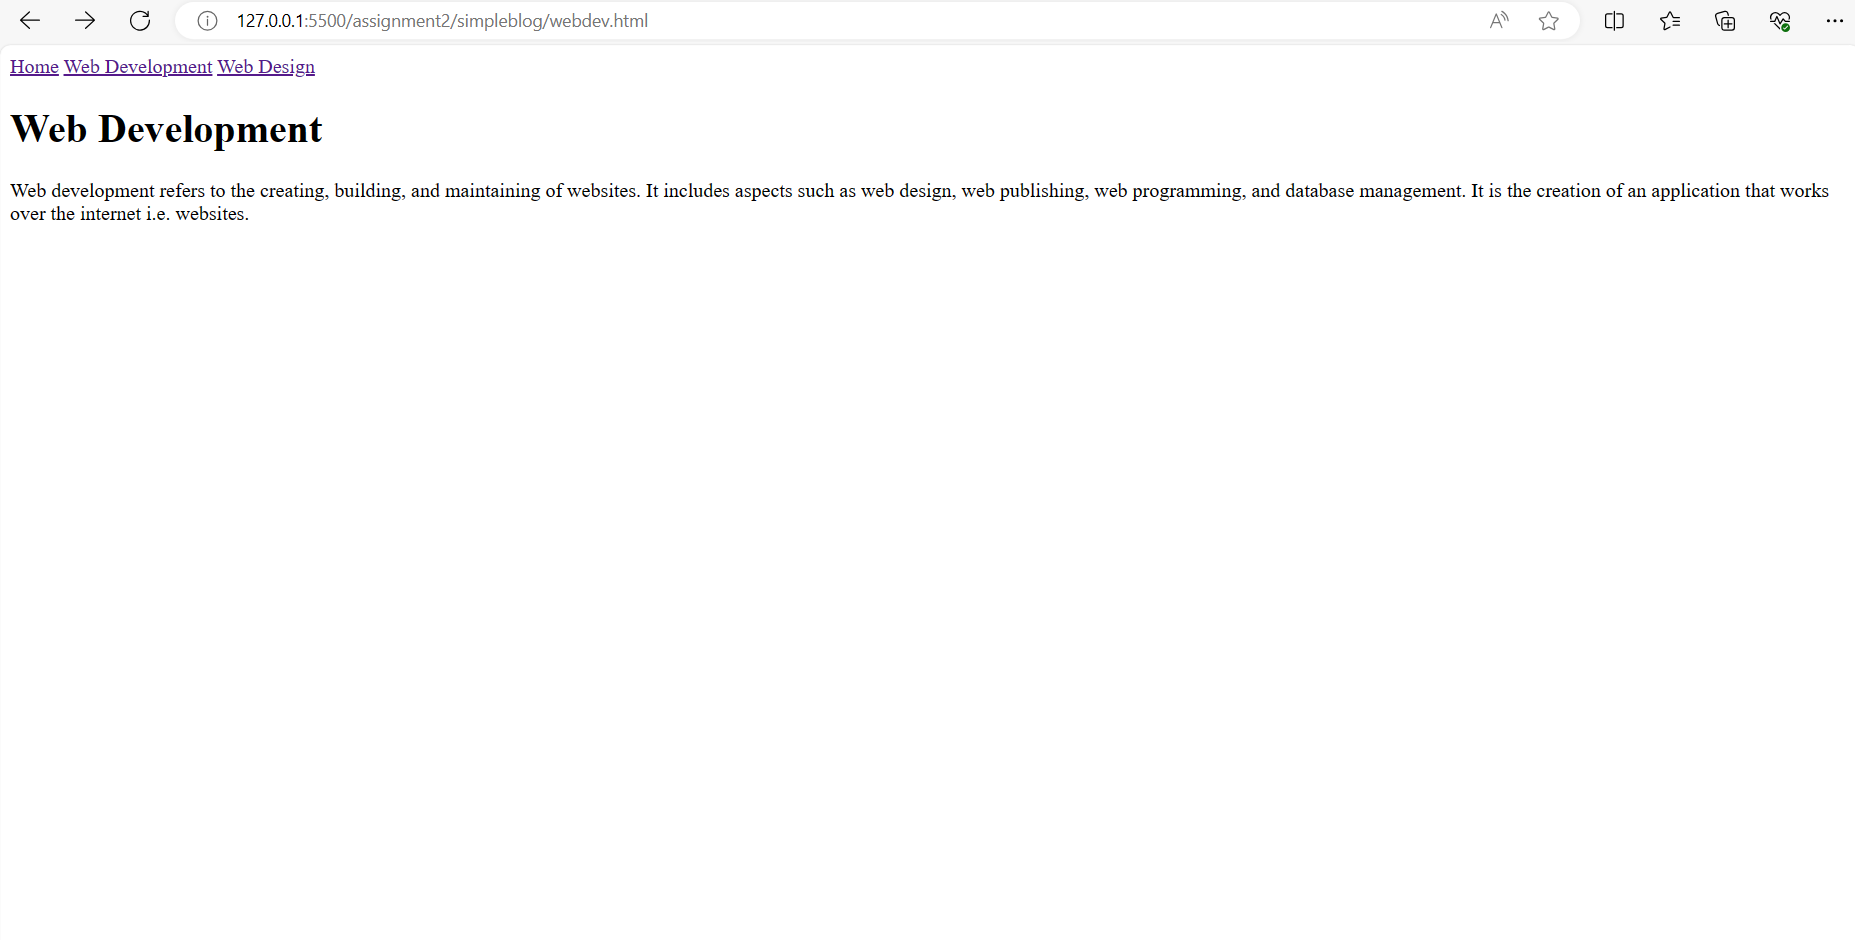 127.0.0.1:5500/assignment2/simpleblog/webdev.html
Home Web Development Web Design
Web Development
Web development refers to the creating, building, and maintaining of websites. It includes aspects such as web design, web publishing, web programming, and database management. It is the creation of an application that works
over the internet i.e. websites.